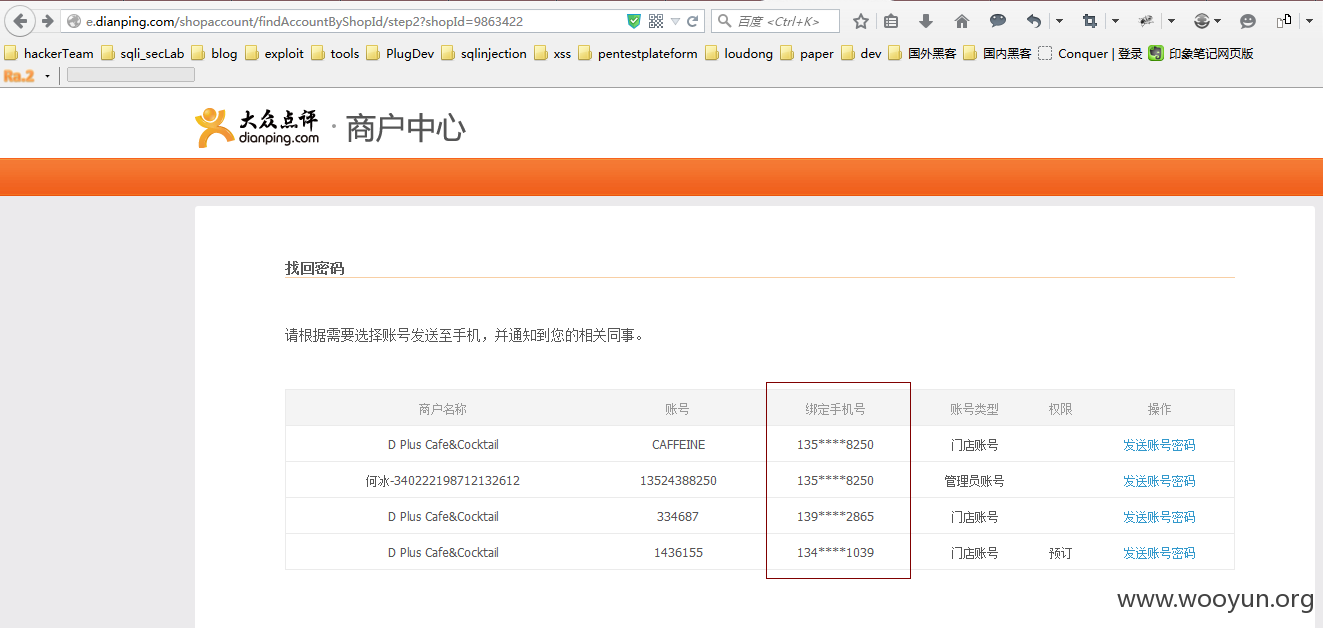 e.dianping.com/shopaccount/findAccountByShopId/step2?shopId=9863422 百度 <Ctrl+K>
hackerTeam sqli_secLab blog exploit tools PlugDev sqlinjection xss pentestplateform loudong paper dev 国外黑客 国内黑客 Conquer | 登录 印象笔记网页版
Ra.2
大众点评 dianping.com · 商户中心
找回密码
请根据需要选择账号发送至手机，并通知到您的相关同事。
商户名称 账号 绑定手机号 账号类型 权限 操作
D Plus Cafe&Cocktail CAFFEINE 135****8250 门店账号 发送账号密码
何冰-340222198712132612 13524388250 135****8250 管理员账号 发送账号密码
D Plus Cafe&Cocktail 334687 139****2865 门店账号 发送账号密码
D Plus Cafe&Cocktail 1436155 134****1039 门店账号 预订 发送账号密码
www.wooyun.org